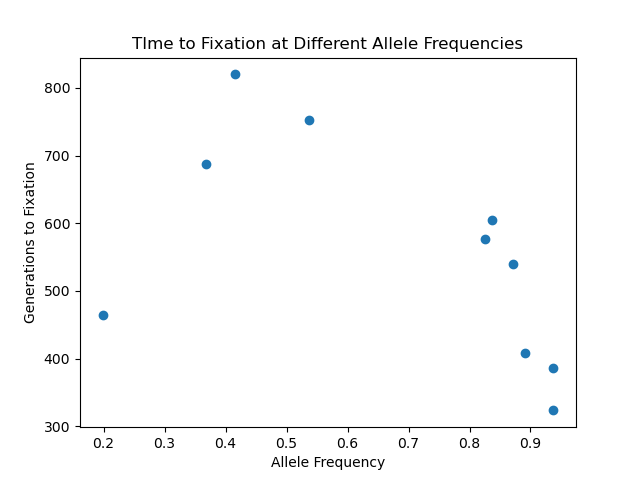 TIme to Fixation at Different Allele Frequencies
800
700
600
500
400
300
Generations to Fixation
0.2 0.3 0.4 0.5 0.6 0.7 0.8 0.9
Allele Frequency